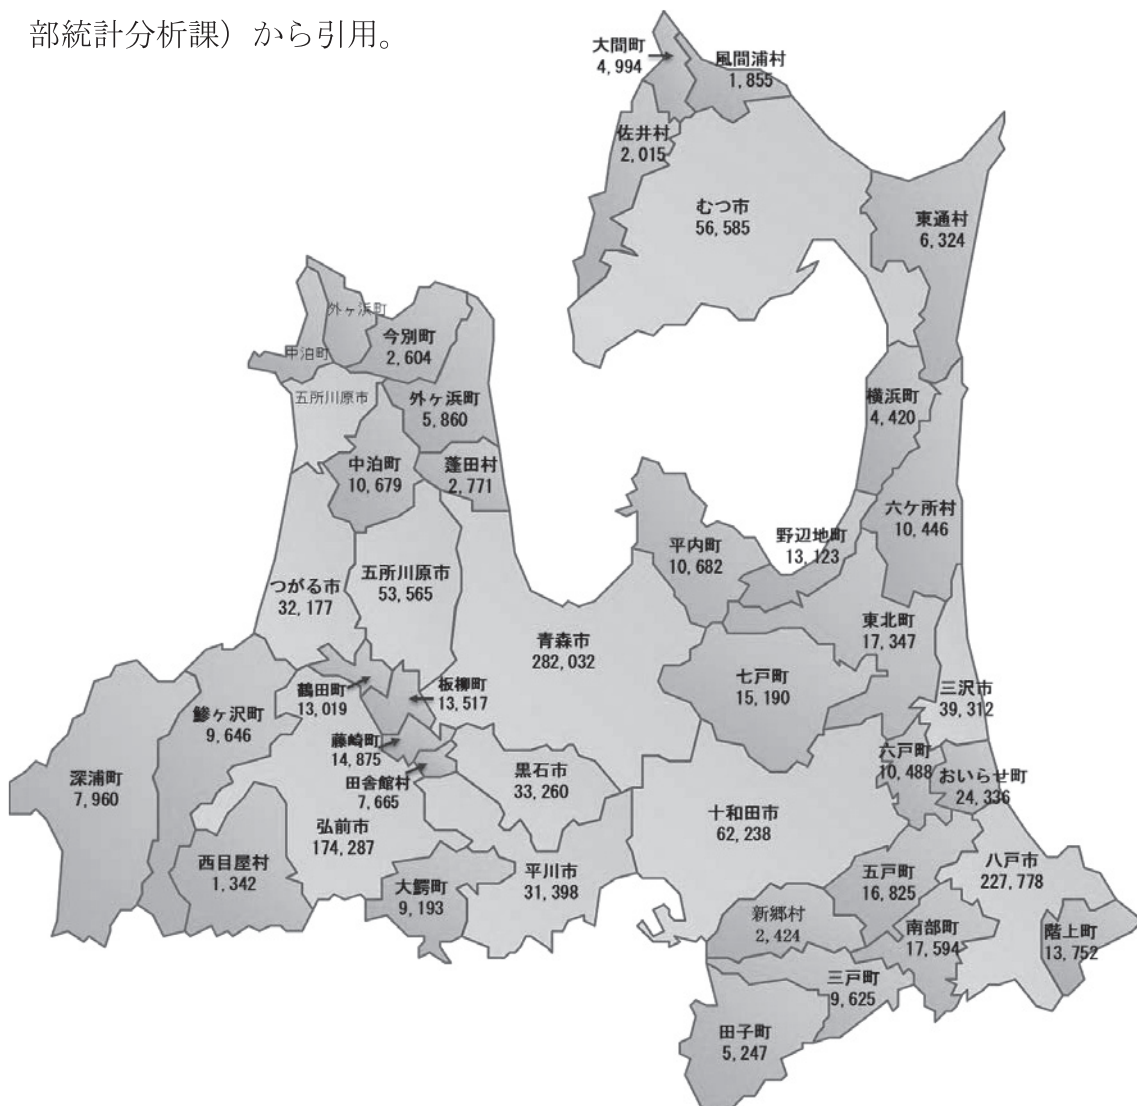 部統計分析課）から引用。
大間町
4,994
風間浦村
1,855
佐井村
2,015
むつ市
56,585
東通村
6,324
外ヶ浜町
今別町
2,604
中泊町
五所川原市
外ヶ浜町
5,860
横浜町
4,420
中泊町
10,679
蓬田村
2,771
六ケ所村
10,446
野辺地町
13,123
平内町
10,682
五所川原市
53,565
つがる市
32,177
東北町
17,347
青森市
282,032
七戸町
15,190
板柳町
13,517
鶴田町
13,019
三沢市
39,312
鰺ヶ沢町
9,646
藤崎町
14,875
六戸町
10,488
黒石市
33,260
深浦町
7,960
田舎館村
7,665
おいらせ町
24,336
十和田市
62,238
弘前市
174,287
西目屋村
1,342
八戸市
227,778
五戸町
16,825
平川市
31,398
大鰐町
9,193
新郷村
2,424
南部町
17,594
階上町
13,752
三戸町
9,625
田子町
5,247